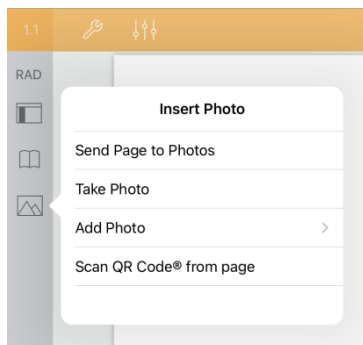 1.1
RAD
Insert Photo
Send Page to Photos
Take Photo
Add Photo
Scan QR Code® from page